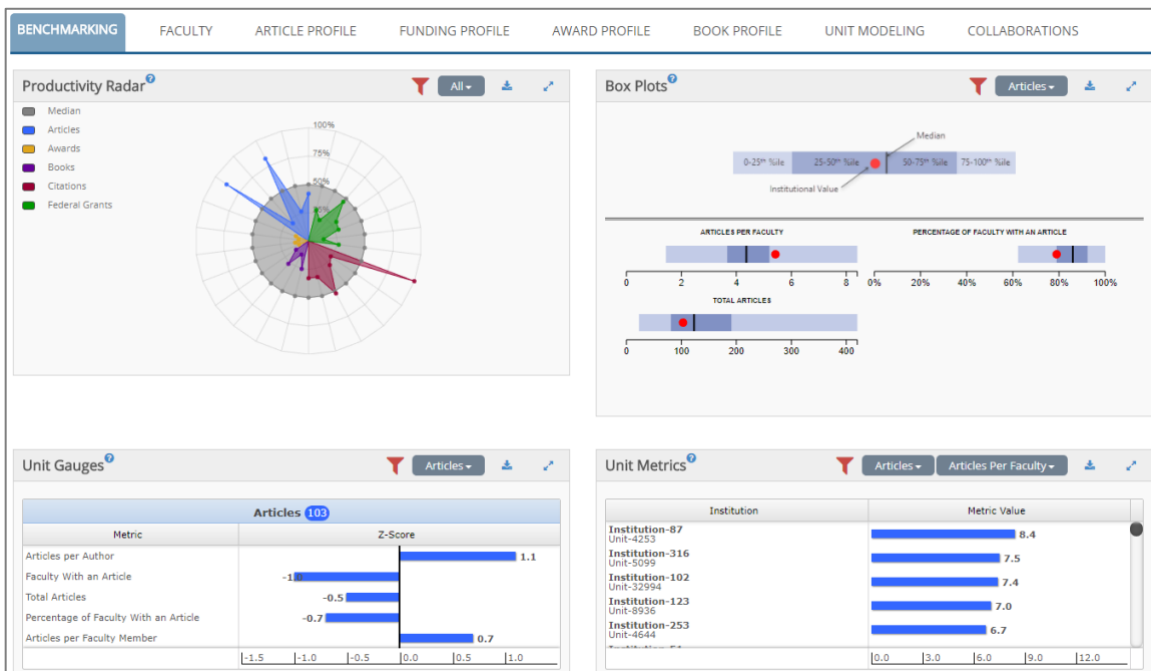 BENCHMARKING FACULTY ARTICLE PROFILE FUNDING PROFILE AWARD PROFILE BOOK PROFILE UNIT MODELING COLLABORATIONS
Productivity Radar ? All
Median
Articles
Awards
Books
Citations
Federal Grants
100%
75%
50%
Box Plots ? Articles
Median
0-25th %ile 25-50th %ile 50-75th %ile 75-100th %ile
Institutional Value
ARTICLES PER FACULTY
0 2 4 6 8
PERCENTAGE OF FACULTY WITH AN ARTICLE
0% 20% 40% 60% 80% 100%
TOTAL ARTICLES
0 100 200 300 400
Unit Gauges ? Articles
Articles 103
Metric Z-Score
Articles per Author 1.1
Faculty With an Article
Total Articles -0.5
Percentage of Faculty With an Article -0.7
Articles per Faculty Member 0.7
-1.5 -1.0 -0.5 0.0 0.5 1.0
Unit Metrics ? Articles Articles Per Faculty
Institution Metric Value
Institution-87
Unit-4253 8.4
Institution-316
Unit-5099 7.5
Institution-102
Unit-32994 7.4
Institution-123
Unit-8936 7.0
Institution-253
Unit-4644 6.7
0.0 3.0 6.0 9.0 12.0